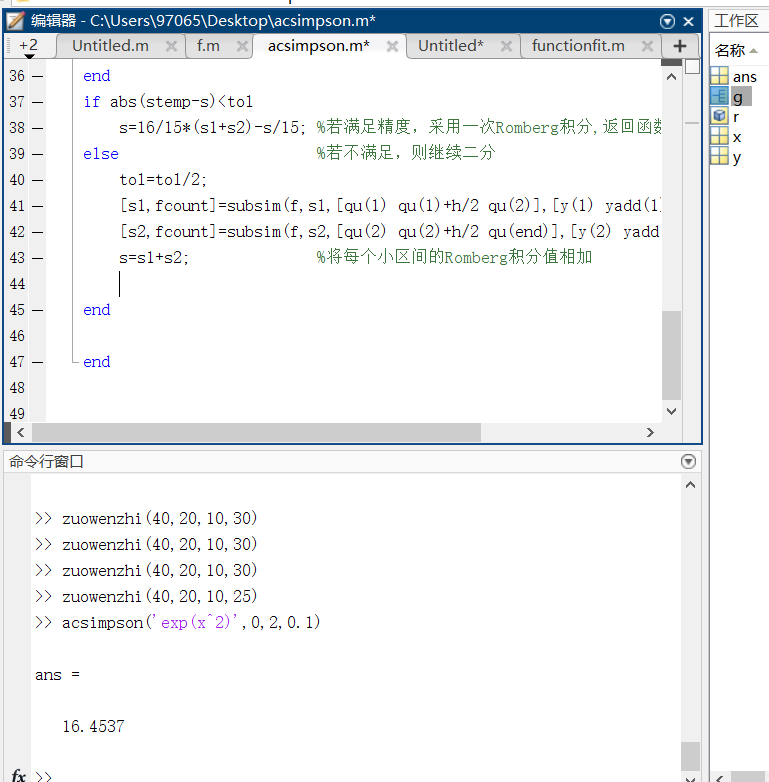 编辑器 - C:\Users\97065\Desktop\acsimpson.m*
工作区
+2 Untitled.m f.m acsimpson.m* Untitled* functionfit.m
名称
ans
g
r
x
y
36 end
37 if abs(stemp-s)<tol
38 s=16/15*(s1+s2)-s/15; %若满足精度，采用一次Romberg积分,返回函数
39 else %若不满足，则继续二分
40 tol=tol/2;
41 [s1,fcount]=subsim(f,s1,[qu(1) qu(1)+h/2 qu(2)],[y(1) yadd(1)
42 [s2,fcount]=subsim(f,s2,[qu(2) qu(2)+h/2 qu(end)],[y(2) yadd
43 s=s1+s2; %将每个小区间的Romberg积分值相加
44
45 end
46
47 end
48
49
命令行窗口
>> zuowenzhi(40,20,10,30)
>> zuowenzhi(40,20,10,30)
>> zuowenzhi(40,20,10,30)
>> zuowenzhi(40,20,10,25)
>> acsimpson('exp(x^2)',0,2,0.1)
ans =
16.4537
fx >>